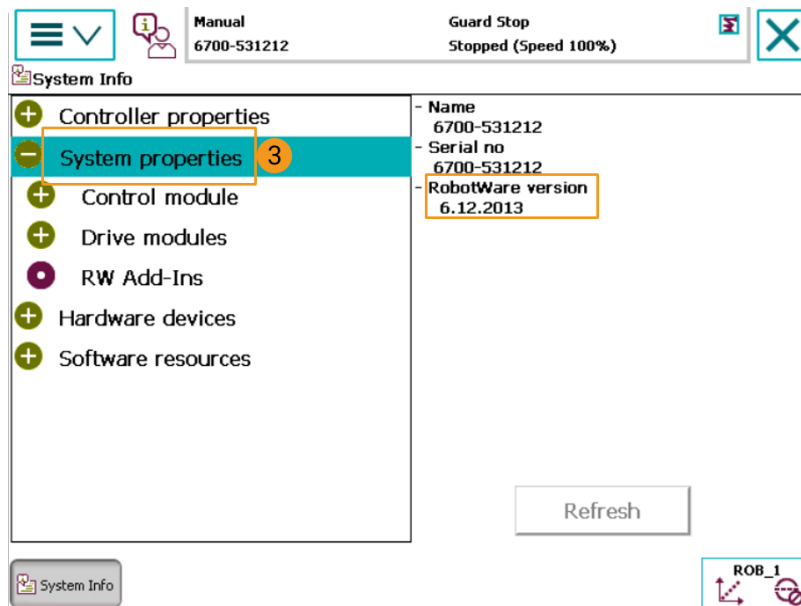 Manual
6700-531212
Guard Stop
Stopped (Speed 100%)
System Info
Controller properties
System properties
3
Control module
Drive modules
RW Add-Ins
Hardware devices
Software resources
- Name
6700-531212
- Serial no
6700-531212
- RobotWare version
6.12.2013
Refresh
System Info
ROB_1